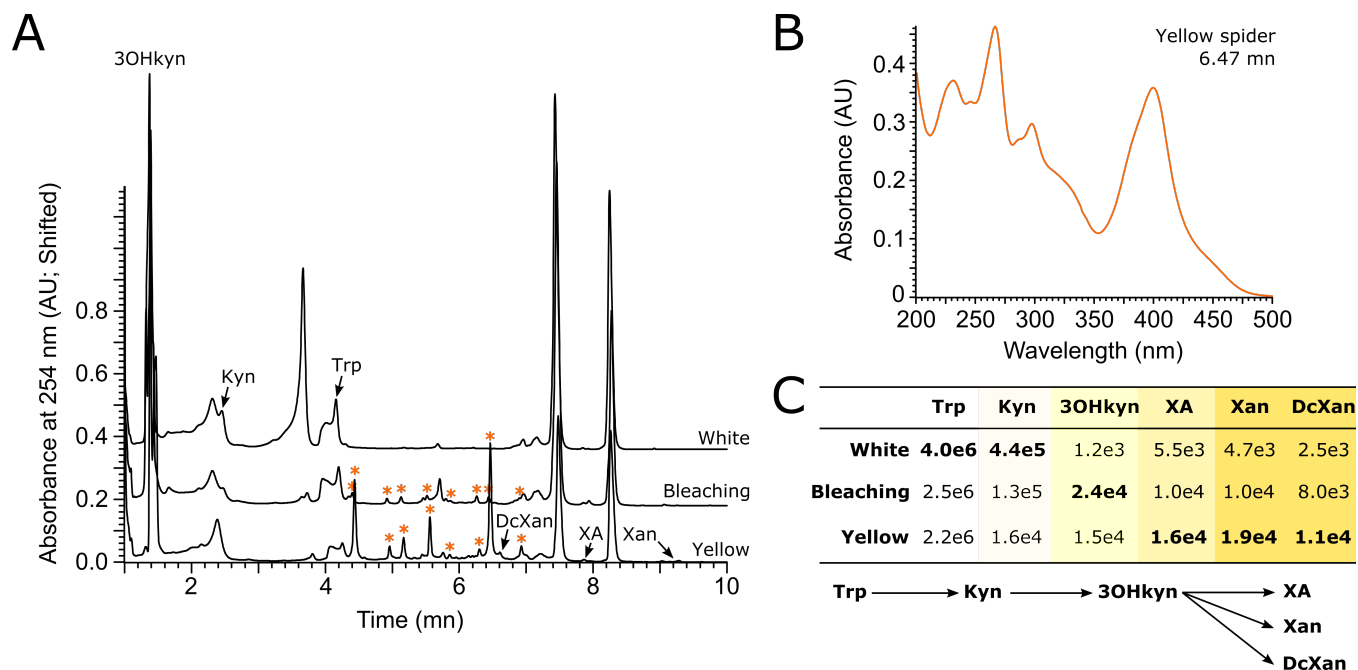 A
3OHkyn
Kyn
Trp
White
Bleaching
Yellow
DcXan
XA
Xan
* * * * * * * * *
* * * * * * * *
0.8
0.6
0.4
0.2
0.0
2
4
6
8
10
Absorbance at 254 nm (AU; Shifted)
Time (mn)
B
Yellow spider
6.47 mn
0.4
0.3
0.2
0.1
0
200 250 300 350 400 450 500
Absorbance (AU)
Wavelength (nm)
C
Trp Kyn 3OHkyn XA Xan DcXan
White 4.0e6 4.4e5 1.2e3 5.5e3 4.7e3 2.5e3
Bleaching 2.5e6 1.3e5 2.4e4 1.0e4 1.0e4 8.0e3
Yellow 2.2e6 1.6e4 1.5e4 1.6e4 1.9e4 1.1e4
Trp Kyn 3OHkyn XA
Xan
DcXan